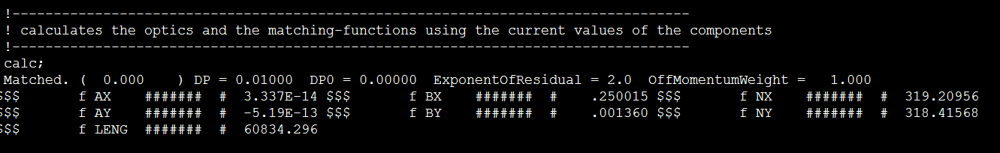 !----------------------------------------------------------------------------------
! calculates the optics and the matching-functions using the current values of the components
!----------------------------------------------------------------------------------
calc;
Matched. (  0.000    ) DP = 0.01000  DP0 = 0.00000  ExponentOfResidual = 2.0  OffMomentumWeight =   1.000
$$$     f AX    #######  #  3.337E-14 $$$       f BX    #######  #    .250015 $$$       f NX    #######  #  319.20956
$$$     f AY    #######  #  -5.19E-13 $$$       f BY    #######  #    .001360 $$$       f NY    #######  #  318.41568
$$$     f LENG  #######  #  60834.296